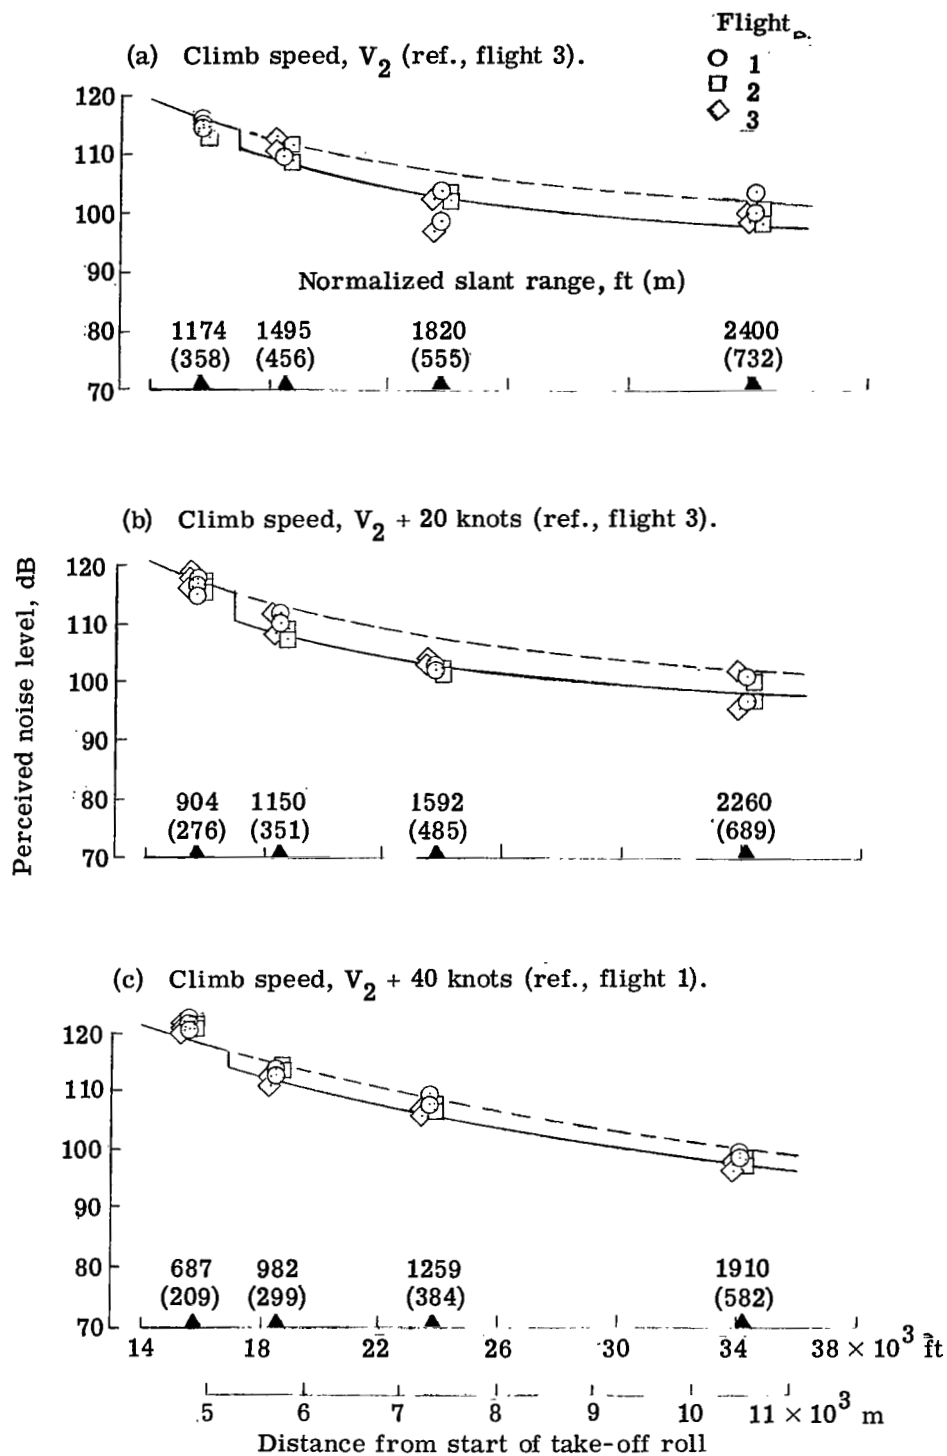 Flight
(a) Climb speed, V2 (ref., flight 3).
1
2
3
120
110
100
90
80
70
Normalized slant range, ft (m)
1174 1495 1820 2400
(358) (456) (555) (732)
(b) Climb speed, V2 + 20 knots (ref., flight 3).
120
110
100
90
80
70
904 1150 1592 2260
(276) (351) (485) (689)
Perceived noise level, dB
(c) Climb speed, V2 + 40 knots (ref., flight 1).
120
110
100
90
80
70
687 982 1259 1910
(209) (299) (384) (582)
14 18 22 26 30 34 38 × 103 ft
5 6 7 8 9 10 11 × 103 m
Distance from start of take-off roll